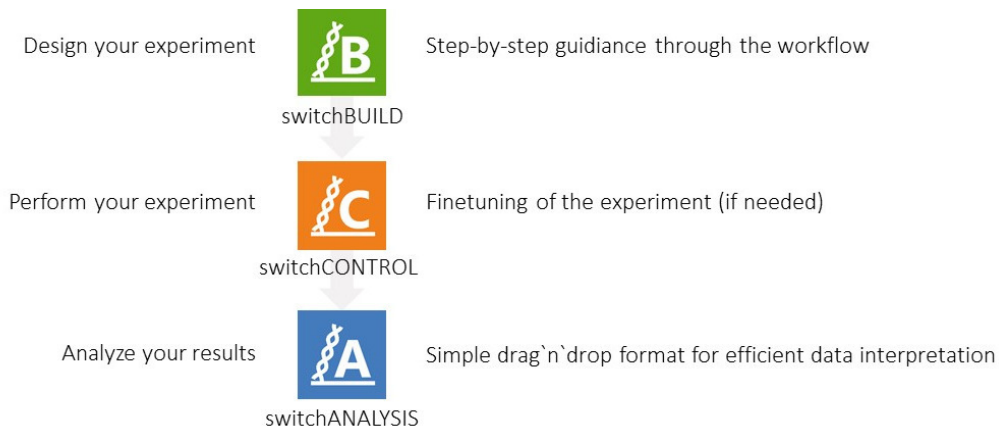 Design your experiment
B
Step-by-step guidiance through the workflow
switchBUILD
Perform your experiment
C
Finetuning of the experiment (if needed)
switchCONTROL
Analyze your results
A
Simple drag`n`drop format for efficient data interpretation
switchANALYSIS